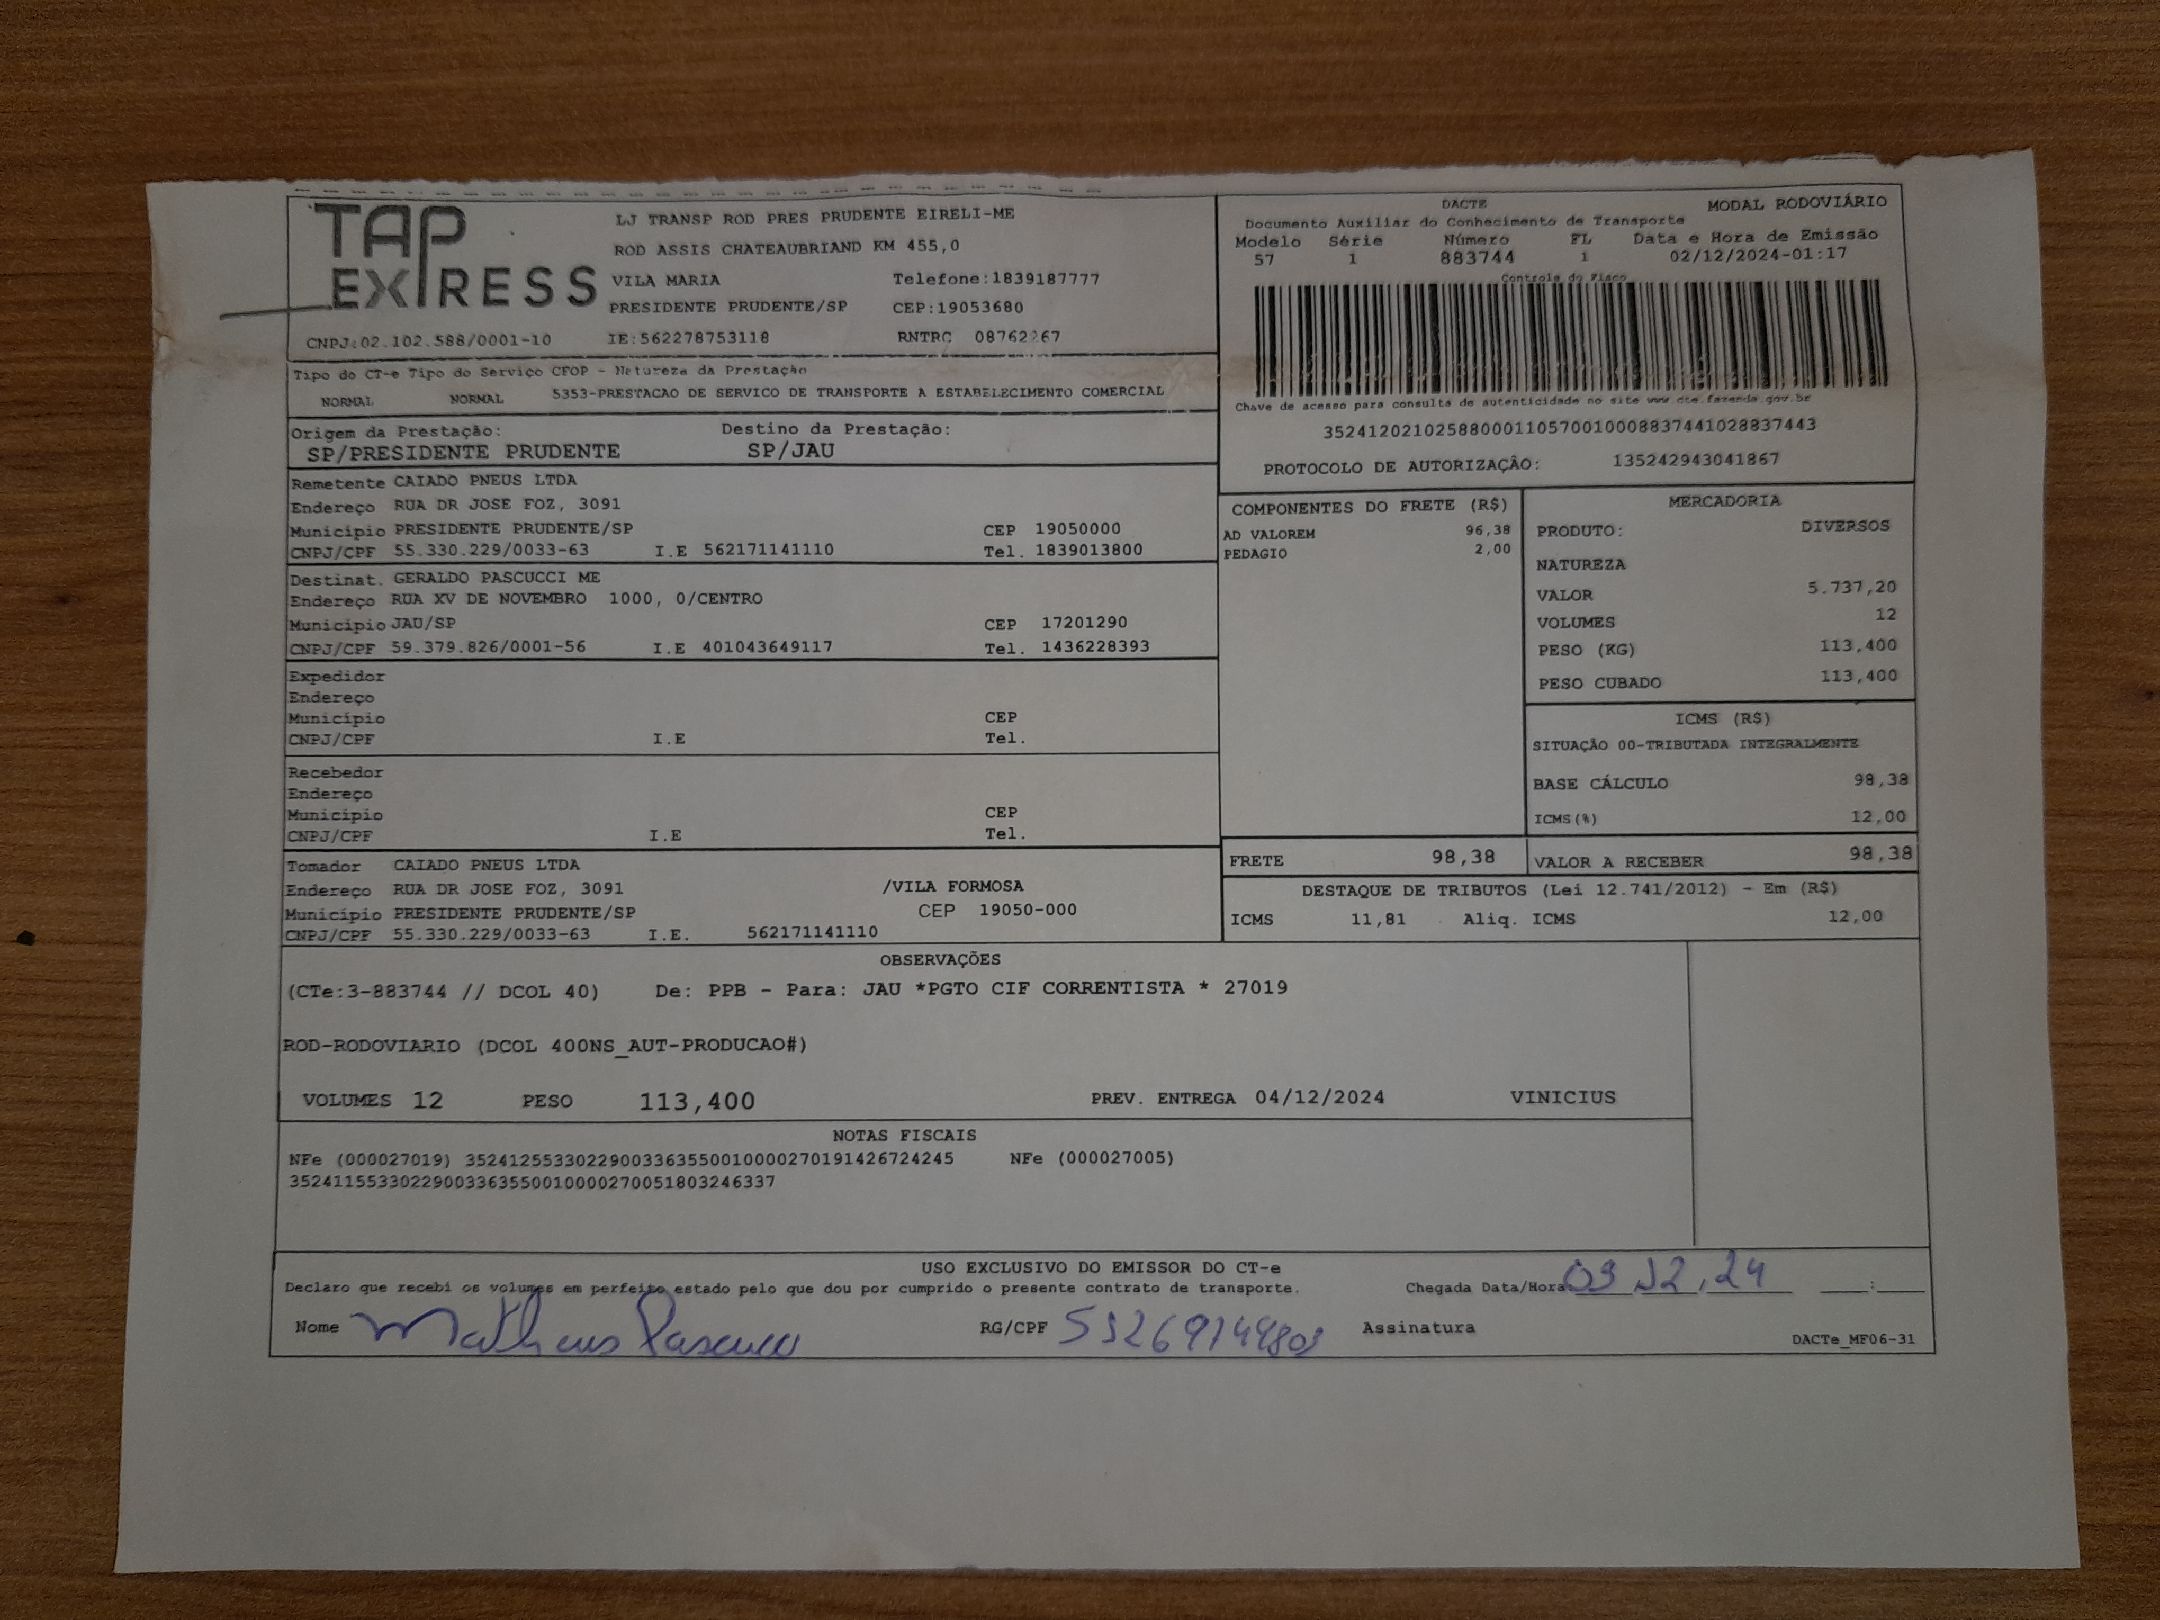 TAP EXPRESS
LJ TRANSP ROD PRES PRUDENTE EIRELI-ME
ROD ASSIS CHATEAUBRIAND KM 455,0
VILA MARIA Telefone:1839187777
PRESIDENTE PRUDENTE/SP CEP:19053680
CNPJ:02.102.588/0001-10 IE:562278753118 RNTRC 08762267
DACTE MODAL RODOVIÁRIO
Documento Auxiliar do Conhecimento de Transporte
Modelo Série Número FL Data e Hora de Emissão
57 1 883744 1 02/12/2024-01:17
Controle do Fisco
Chave de acesso para consulta de autenticidade no site www.cte.fazenda.gov.br
35241202102588000110570010008837441028837443
PROTOCOLO DE AUTORIZAÇÃO: 135242943041867
Tipo do CT-e Tipo do Serviço CFOP - Natureza da Prestação
NORMAL NORMAL 5353-PRESTACAO DE SERVICO DE TRANSPORTE A ESTABELECIMENTO COMERCIAL
Origem da Prestação: Destino da Prestação:
SP/PRESIDENTE PRUDENTE SP/JAU
Remetente CAIADO PNEUS LTDA
Endereço RUA DR JOSE FOZ, 3091
Município PRESIDENTE PRUDENTE/SP CEP 19050000
CNPJ/CPF 55.330.229/0033-63 I.E 562171141110 Tel. 1839013800
Destinat. GERALDO PASCUCCI ME
Endereço RUA XV DE NOVEMBRO 1000, 0/CENTRO
Município JAU/SP CEP 17201290
CNPJ/CPF 59.379.826/0001-56 I.E 401043649117 Tel. 1436228393
Expedidor
Endereço
Município CEP
CNPJ/CPF I.E Tel.
Recebedor
Endereço
Município CEP
CNPJ/CPF I.E Tel.
Tomador CAIADO PNEUS LTDA
Endereço RUA DR JOSE FOZ, 3091 /VILA FORMOSA
Município PRESIDENTE PRUDENTE/SP CEP 19050-000
CNPJ/CPF 55.330.229/0033-63 I.E. 562171141110
COMPONENTES DO FRETE (R$)
AD VALOREM 96,38
PEDAGIO 2,00
MERCADORIA
PRODUTO: DIVERSOS
NATUREZA
VALOR 5.737,20
VOLUMES 12
PESO (KG) 113,400
PESO CUBADO 113,400
ICMS (R$)
SITUAÇÃO 00-TRIBUTADA INTEGRALMENTE
BASE CÁLCULO 98,38
ICMS(%) 12,00
FRETE 98,38 VALOR A RECEBER 98,38
DESTAQUE DE TRIBUTOS (Lei 12.741/2012) - Em (R$)
ICMS 11,81 Aliq. ICMS 12,00
OBSERVAÇÕES
(CTe:3-883744 // DCOL 40) De: PPB - Para: JAU *PGTO CIF CORRENTISTA * 27019
ROD-RODOVIARIO (DCOL 400NS_AUT-PRODUCAO#)
VOLUMES 12 PESO 113,400 PREV. ENTREGA 04/12/2024 VINICIUS
NOTAS FISCAIS
NFe (000027019) 35241255330229003363550010000270191426724245 NFe (000027005)
35241155330229003363550010000270051803246337
USO EXCLUSIVO DO EMISSOR DO CT-e
Declaro que recebi os volumes em perfeito estado pelo que dou por cumprido o presente contrato de transporte. Chegada Data/Hora 03 12,24 ____:____
Nome Matheus Pascucci RG/CPF Assinatura
DACTe_MF06-31